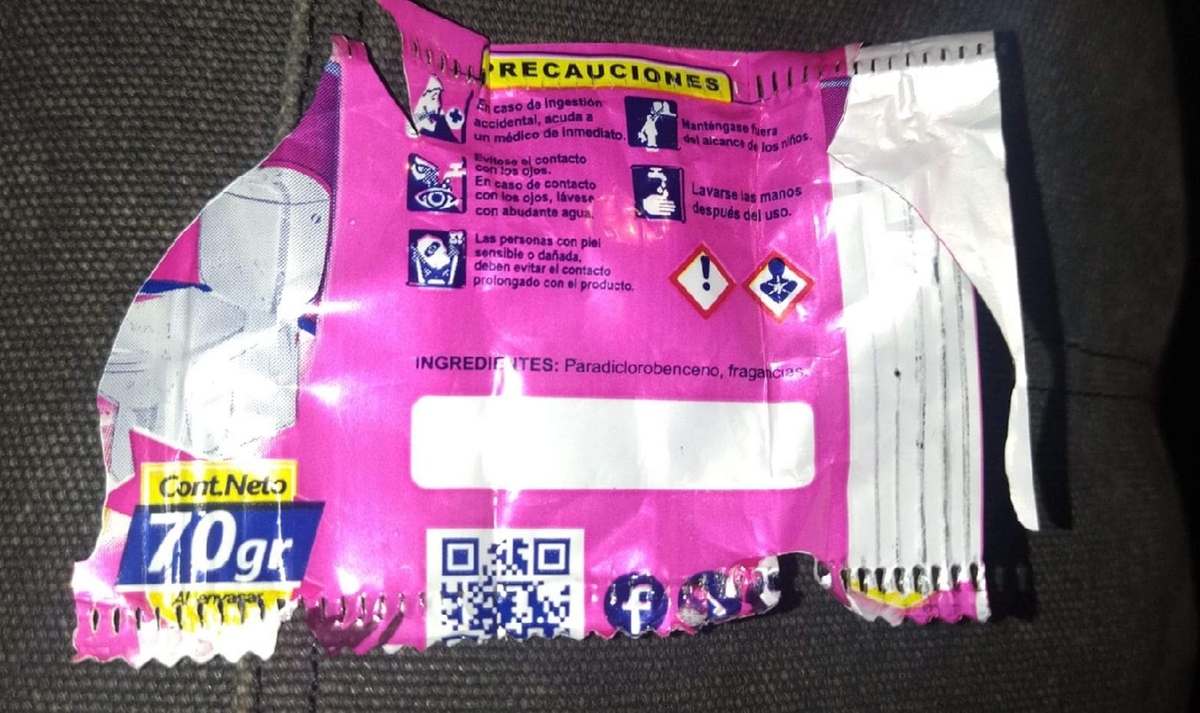 PRECAUCIONES
En caso de ingestión
accidental, acuda a
un médico de inmediato.
Evítese el contacto
con los ojos.
En caso de contacto
con los ojos, lávese
con abudante agua.
Las personas con piel
sensible o dañada,
deben evitar el contacto
prolongado con el producto.
Manténgase fuera
del alcance de los niños.
Lavarse las manos
después del uso.
INGREDIENTES: Paradiclorobenceno, fragancias.
Cont.Neto
70gr
Al envasar